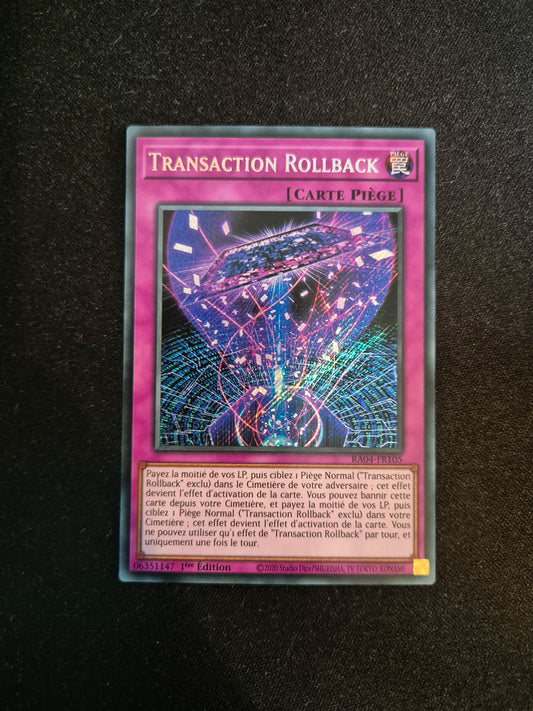 TRANSACTION ROLLBACK
PIÈGE
罠
[CARTE PIÈGE]
RA04-FR105
Payez la moitié de vos LP, puis ciblez 1 Piège Normal ("Transaction
Rollback" exclu) dans le Cimetière de votre adversaire ; cet effet
devient l'effet d'activation de la carte. Vous pouvez bannir cette
carte depuis votre Cimetière, et payez la moitié de vos LP, puis
ciblez 1 Piège Normal ("Transaction Rollback" exclu) dans votre
Cimetière ; cet effet devient l'effet d'activation de la carte. Vous
ne pouvez utiliser qu'1 effet de "Transaction Rollback" par tour, et
uniquement une fois le tour.
06351147 1ère Édition
©2020 Studio Dice/SHUEISHA, TV TOKYO, KONAMI